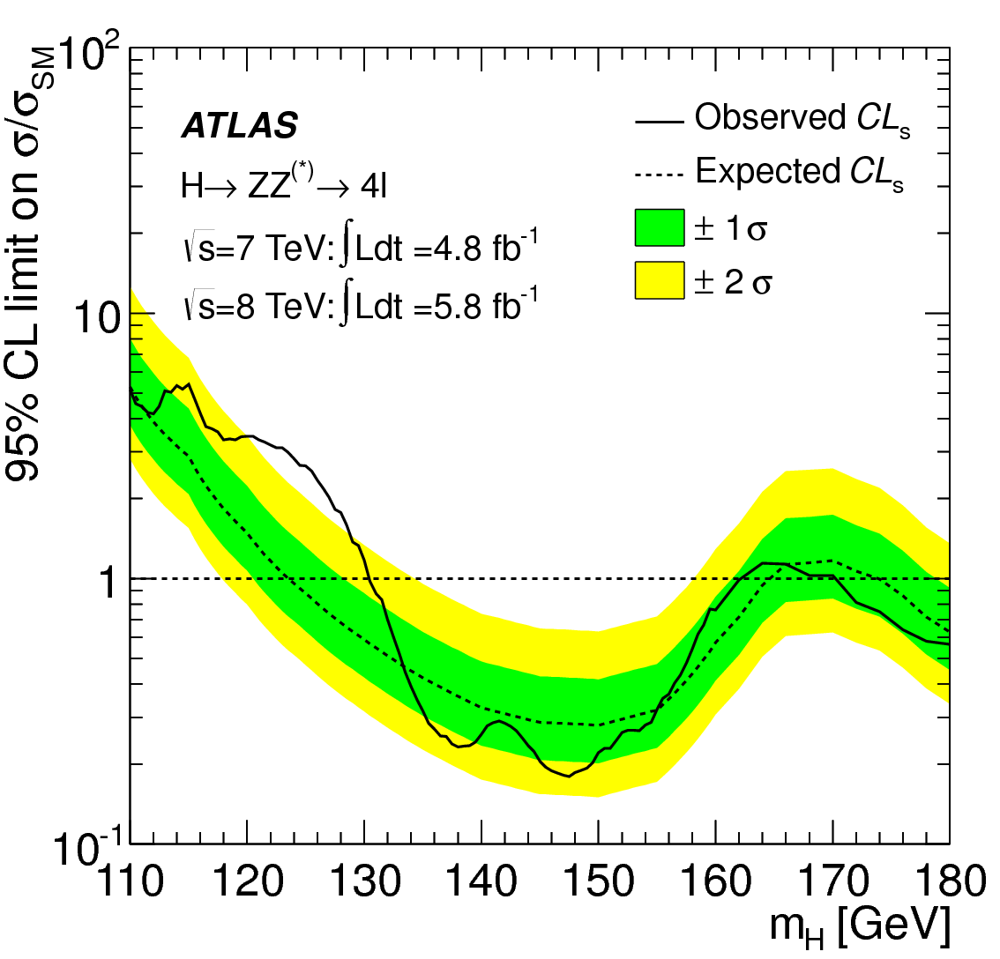 95% CL limit on σ/σSM
10²
10
1
10⁻¹
ATLAS
H→ ZZ(*)→ 4l
√s=7 TeV:∫Ldt =4.8 fb⁻¹
√s=8 TeV:∫Ldt =5.8 fb⁻¹
Observed CLs
Expected CLs
± 1σ
± 2σ
110 120 130 140 150 160 170 180
mH [GeV]